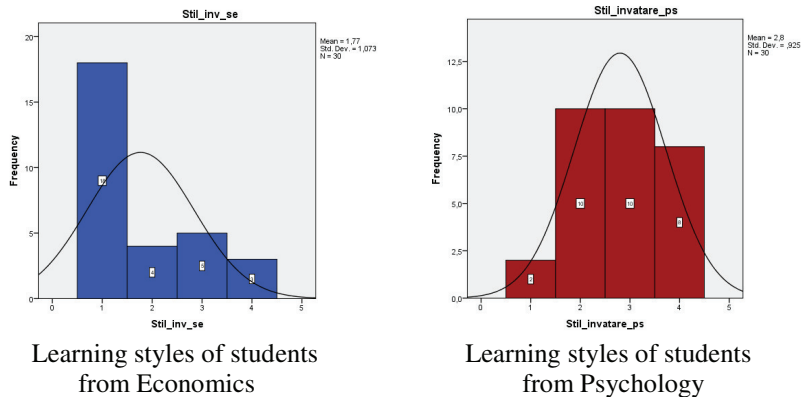 Stil_inv_se
Mean = 1,77
Std. Dev. = 1,073
N = 30
20
15
10
5
0
Frequency
18
4
5
3
0 1 2 3 4 5
Stil_inv_se
Learning styles of students
from Economics
Stil_invatare_ps
Mean = 2,8
Std. Dev. = ,925
N = 30
12,5
10,0
7,5
5,0
2,5
0,0
Frequency
2
10
10
8
0 1 2 3 4 5
Stil_invatare_ps
Learning styles of students
from Psychology